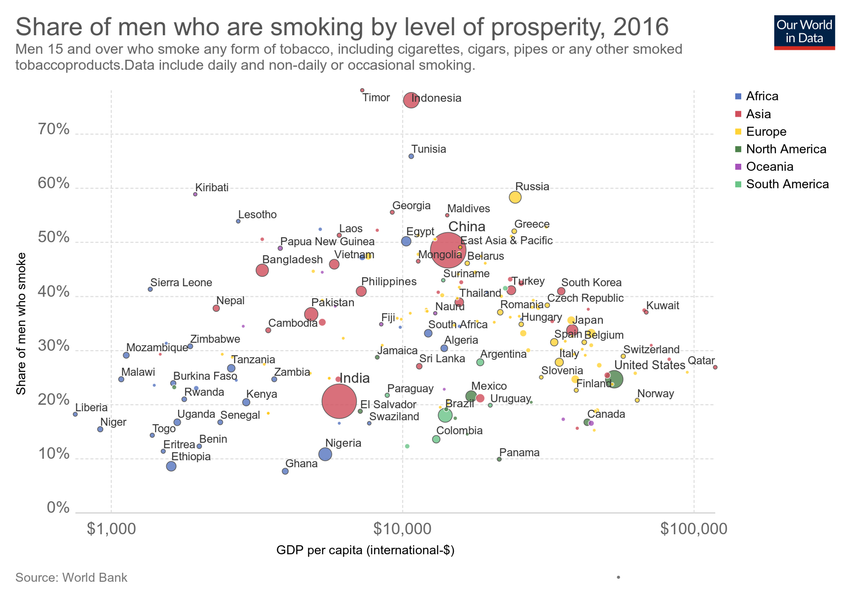 Share of men who are smoking by level of prosperity, 2016
Men 15 and over who smoke any form of tobacco, including cigarettes, cigars, pipes or any other smoked
tobaccoproducts.Data include daily and non-daily or occasional smoking.
Our World
in Data
Africa
Asia
Europe
North America
Oceania
South America
Share of men who smoke
70%
60%
50%
40%
30%
20%
10%
0%
Timor
Indonesia
Tunisia
Kiribati
Russia
Georgia
Maldives
Lesotho
Greece
China
Laos
Egypt
Papua New Guinea
East Asia & Pacific
Bangladesh
Vietnam
Mongolia
Belarus
Suriname
Sierra Leone
Philippines
Thailand
Turkey
South Korea
Nepal
Pakistan
Nauru
Romania
Czech Republic
Kuwait
Cambodia
Fiji
South Africa
Hungary
Japan
Mozambique
Zimbabwe
Algeria
Spain
Belgium
Tanzania
Jamaica
Sri Lanka
Argentina
Italy
Switzerland
Malawi
Burkina Faso
Zambia
India
Slovenia
United States
Qatar
Rwanda
Kenya
Paraguay
Mexico
Finland
Liberia
Uganda
Senegal
El Salvador
Brazil
Uruguay
Norway
Niger
Togo
Swaziland
Canada
Eritrea
Benin
Nigeria
Colombia
Ethiopia
Ghana
Panama
$1,000
$10,000
$100,000
GDP per capita (international-$)
Source: World Bank